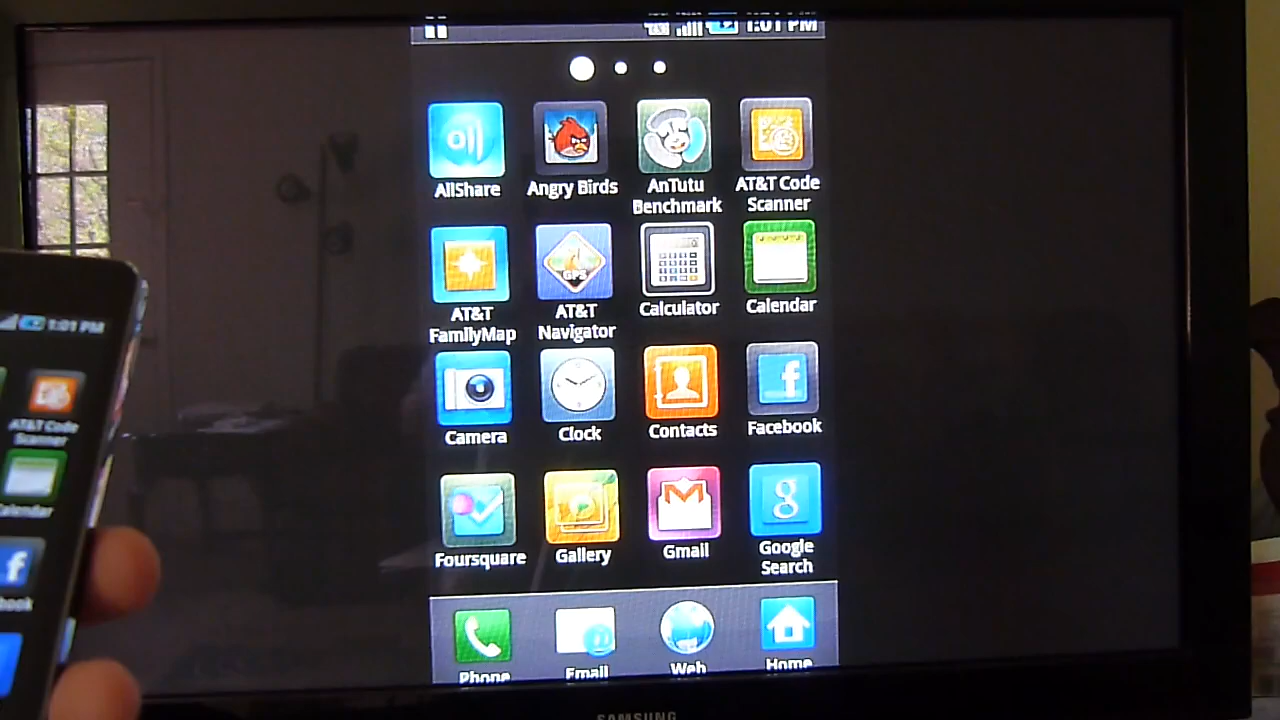 1:01 PM
AllShare
Angry Birds
AnTuTu
Benchmark
AT&T Code
Scanner
AT&T
FamilyMap
GPS
AT&T
Navigator
Calculator
Calendar
Camera
Clock
Contacts
Facebook
Foursquare
Gallery
Gmail
Google
Search
Phone
Email
Web
Home
SAMSUNG
1:01 PM
AT&T Code
Scanner